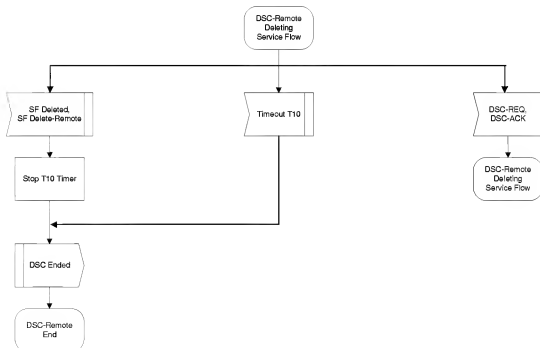 DSC-Remote
Deleting
Service Flow
SF Deleted,
SF Delete-Remote
Timeout T10
DSC-REQ,
DSC-ACK
Stop T10 Timer
DSC-Remote
Deleting
Service Flow
DSC Ended
DSC-Remote
End